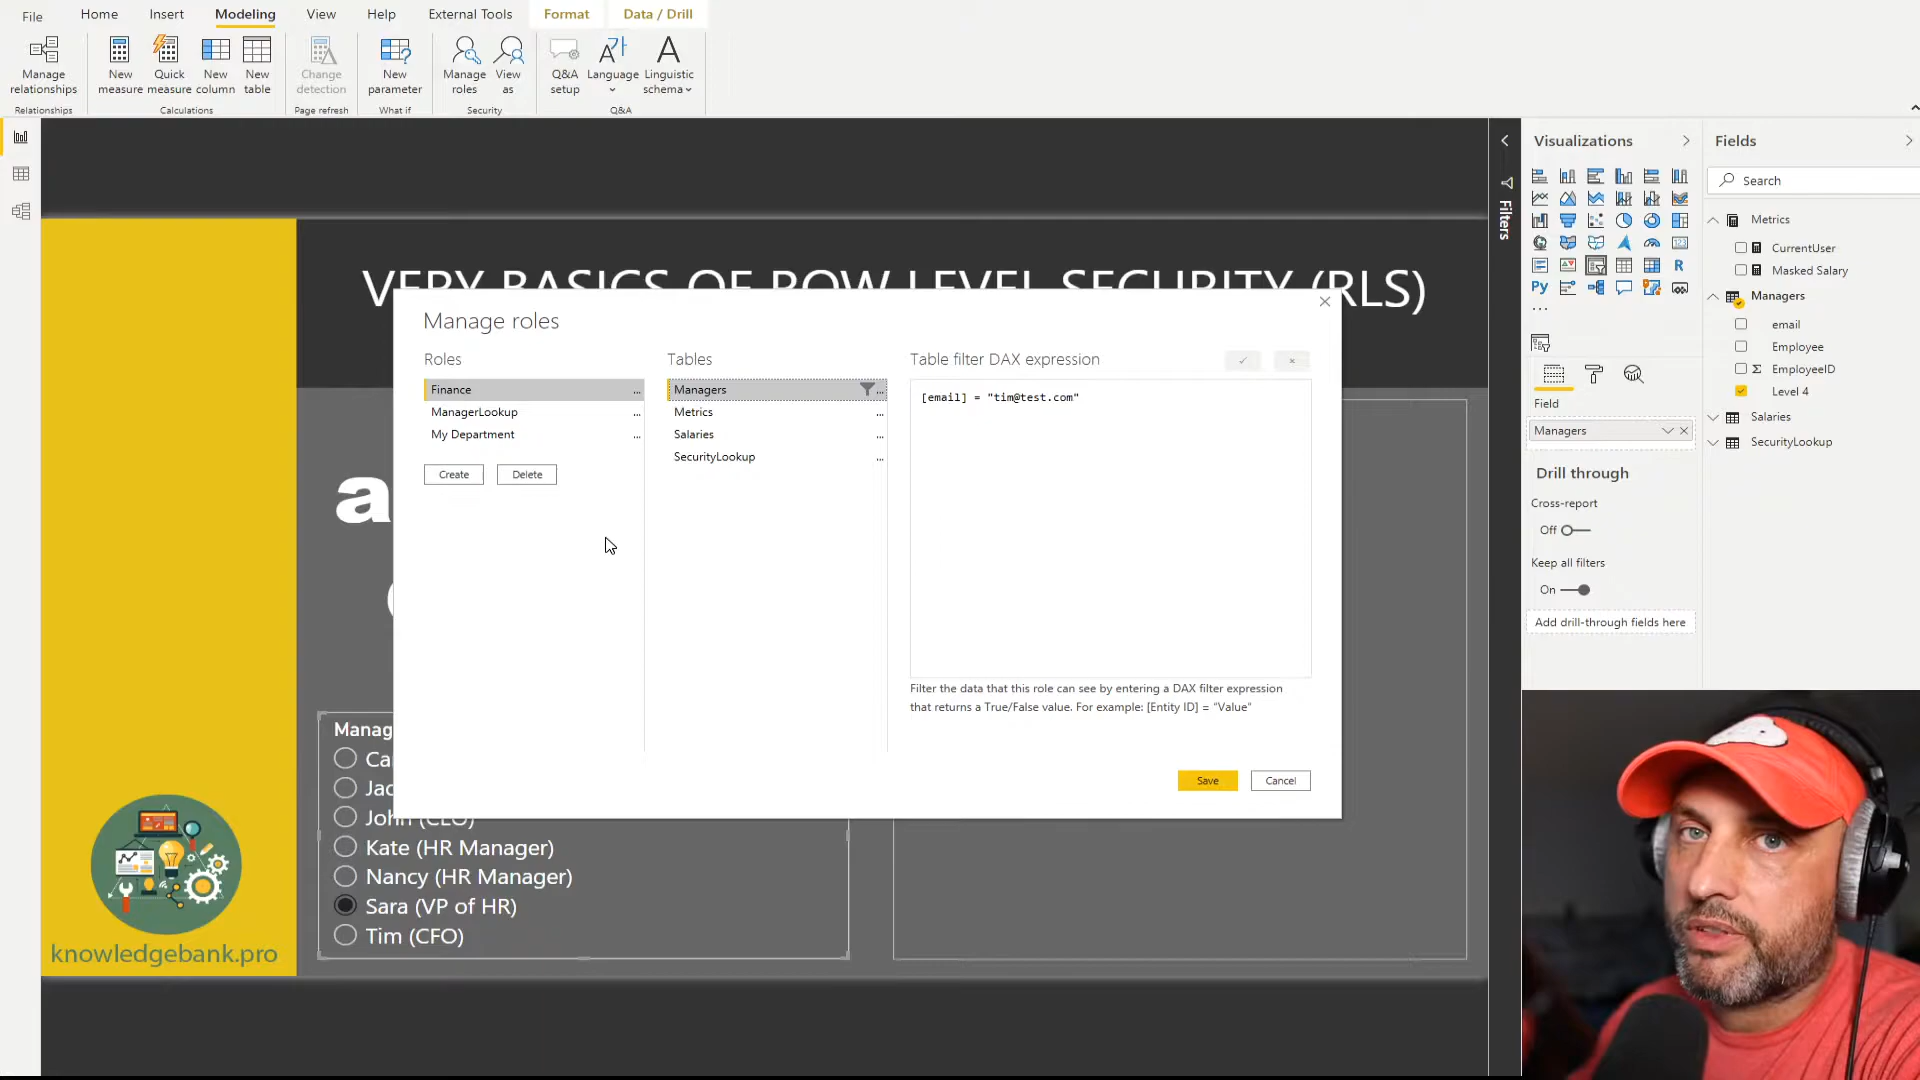 File
Home
Insert
Modeling
View
Help
External Tools
Format
Data / Drill
Manage
relationships
New
measure
Quick
measure
New
column
New
table
Change
detection
New
parameter
Manage
roles
View
as
Q&A
setup
Language
Linguistic
schema
Relationships
Calculations
Page refresh
What if
Security
Q&A
VERY BASICS OF ROW LEVEL SECURITY (RLS)
Manage roles
Roles
Finance
ManagerLookup
My Department
Create
Delete
Tables
Managers
Metrics
Salaries
SecurityLookup
Table filter DAX expression
[email] = "tim@test.com"
Filter the data that this role can see by entering a DAX filter expression
that returns a True/False value. For example: [Entity ID] = "Value"
Save
Cancel
a
Manag
Ca
Jac
John (CEO)
Kate (HR Manager)
Nancy (HR Manager)
Sara (VP of HR)
Tim (CFO)
knowledgebank.pro
Filters
Visualizations
R
Py
Field
Managers
Drill through
Cross-report
Off
Keep all filters
On
Add drill-through fields here
Fields
Search
Metrics
CurrentUser
Masked Salary
Managers
email
Employee
Σ EmployeeID
Level 4
Salaries
SecurityLookup